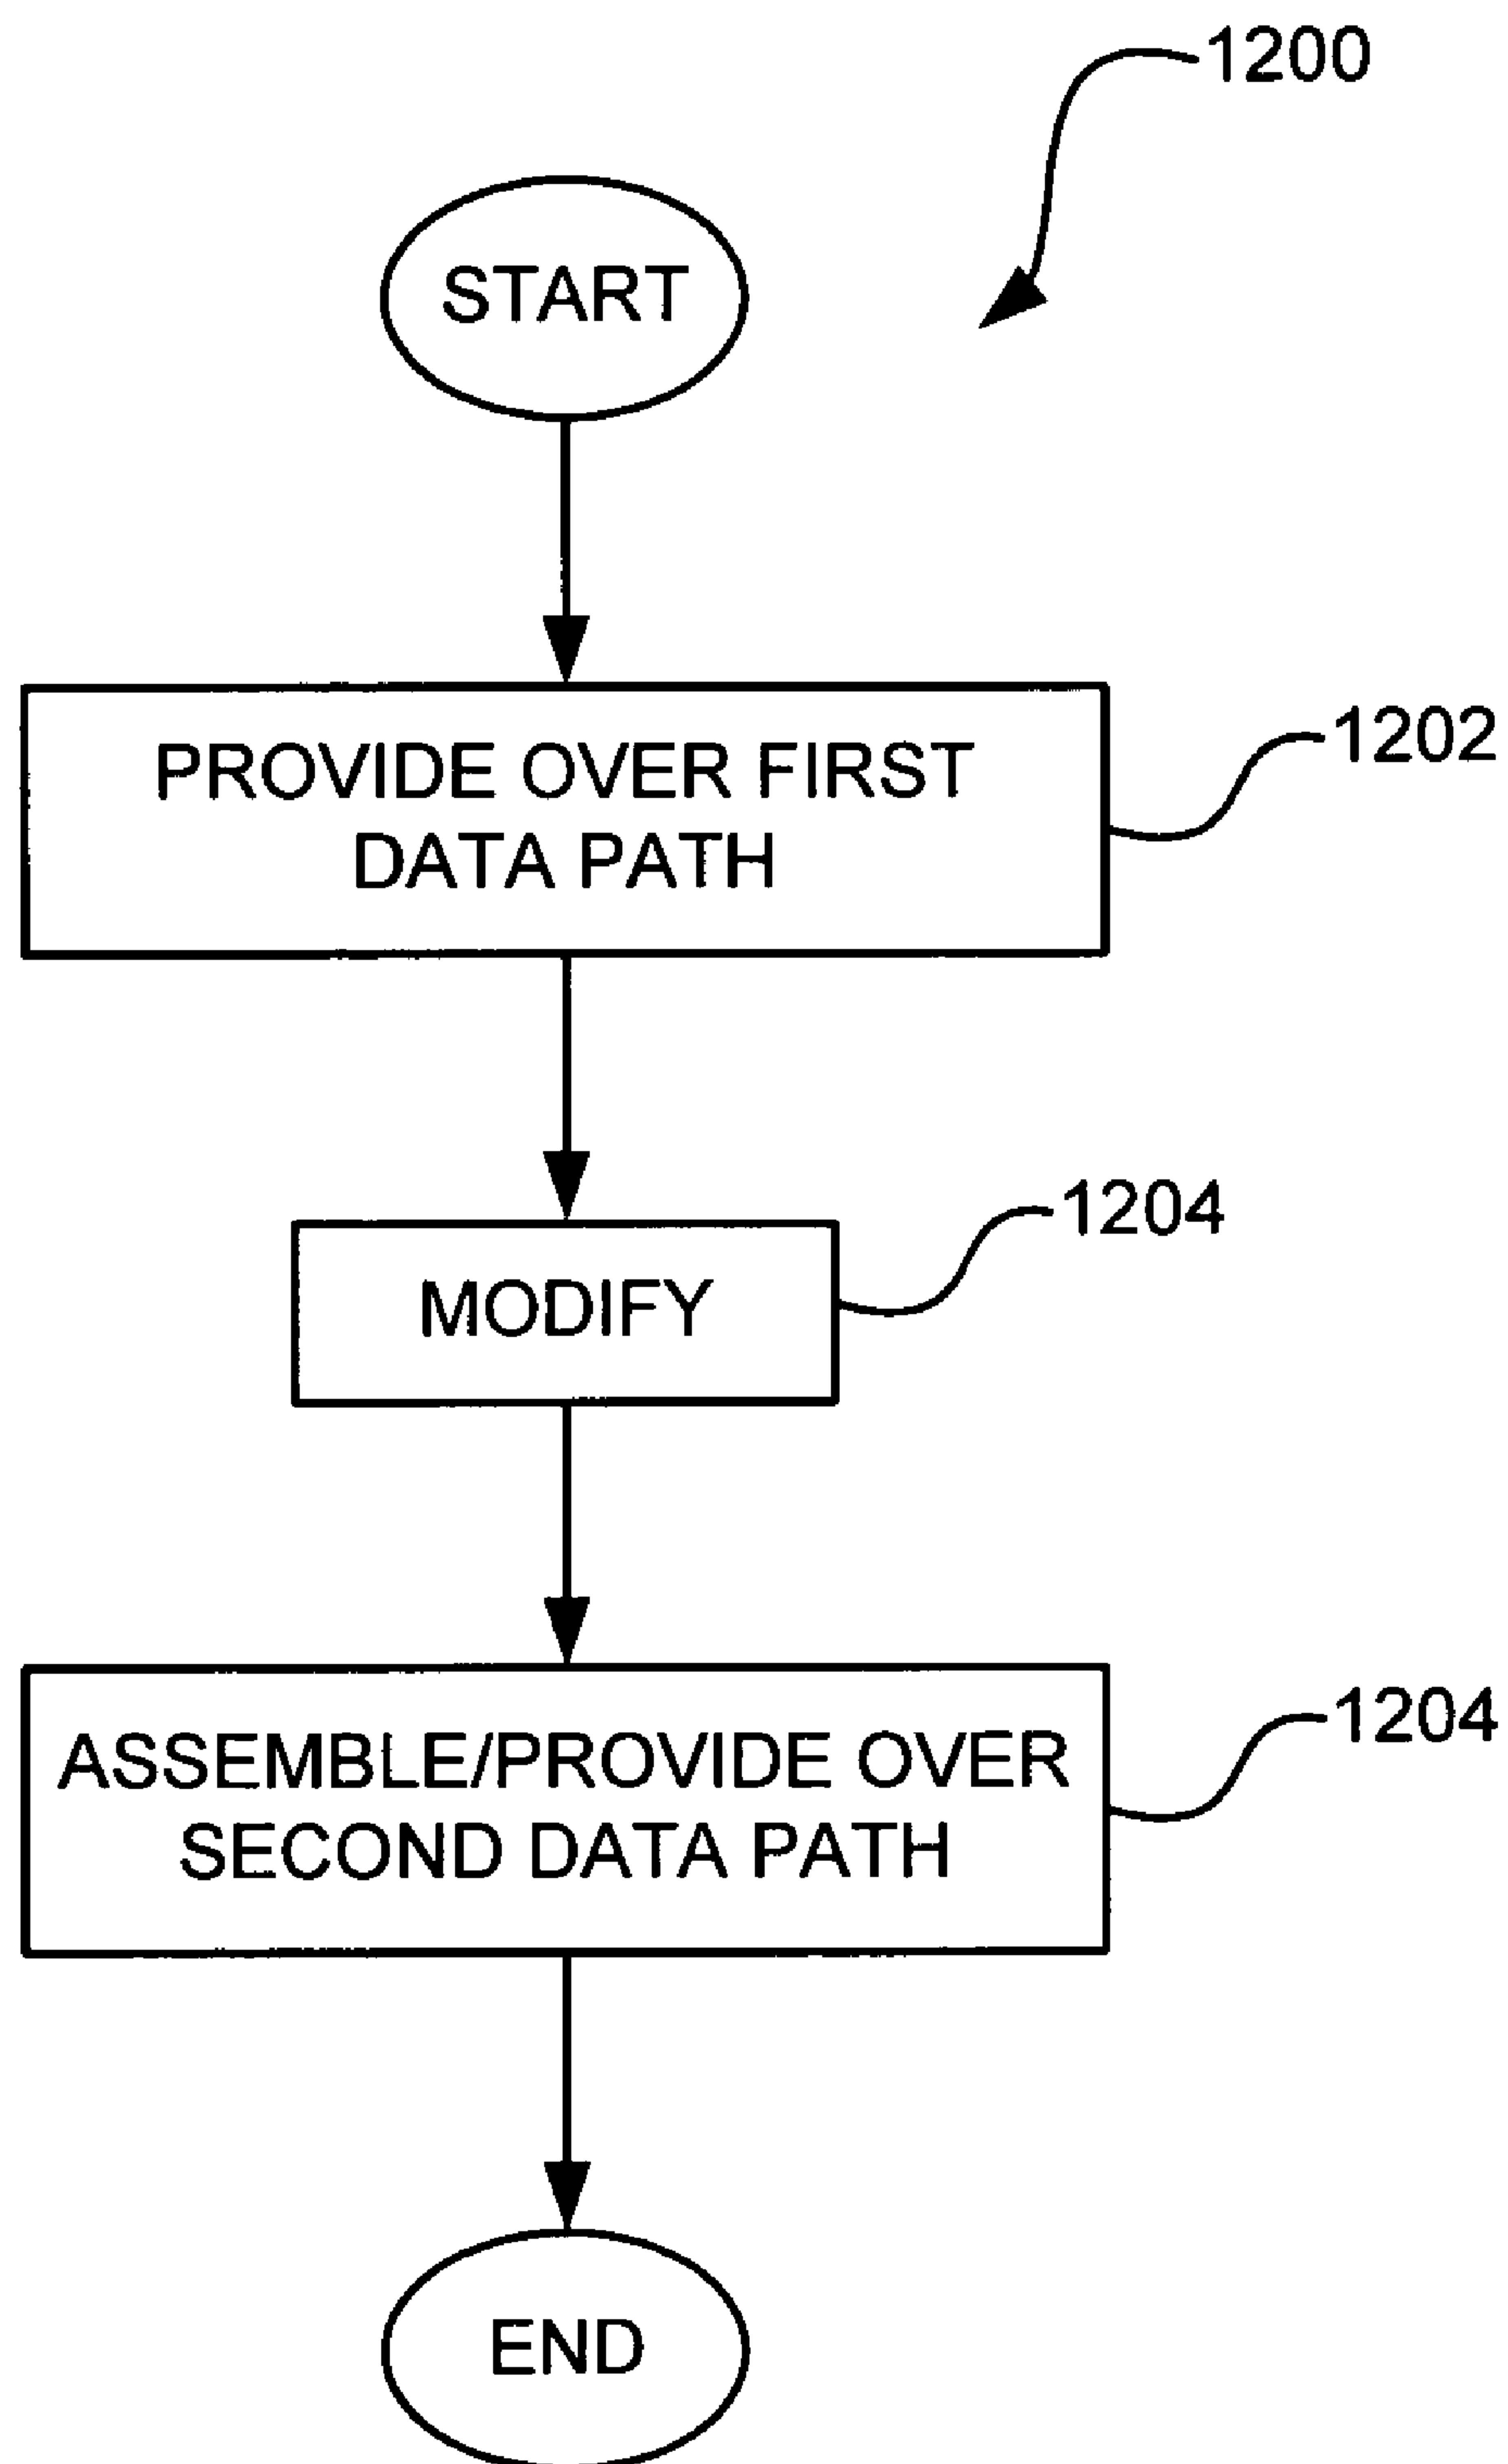 1200
START
PROVIDE OVER FIRST
DATA PATH
1202
1204
MODIFY
ASSEMBLE/PROVIDE OVER
SECOND DATA PATH
1204
END